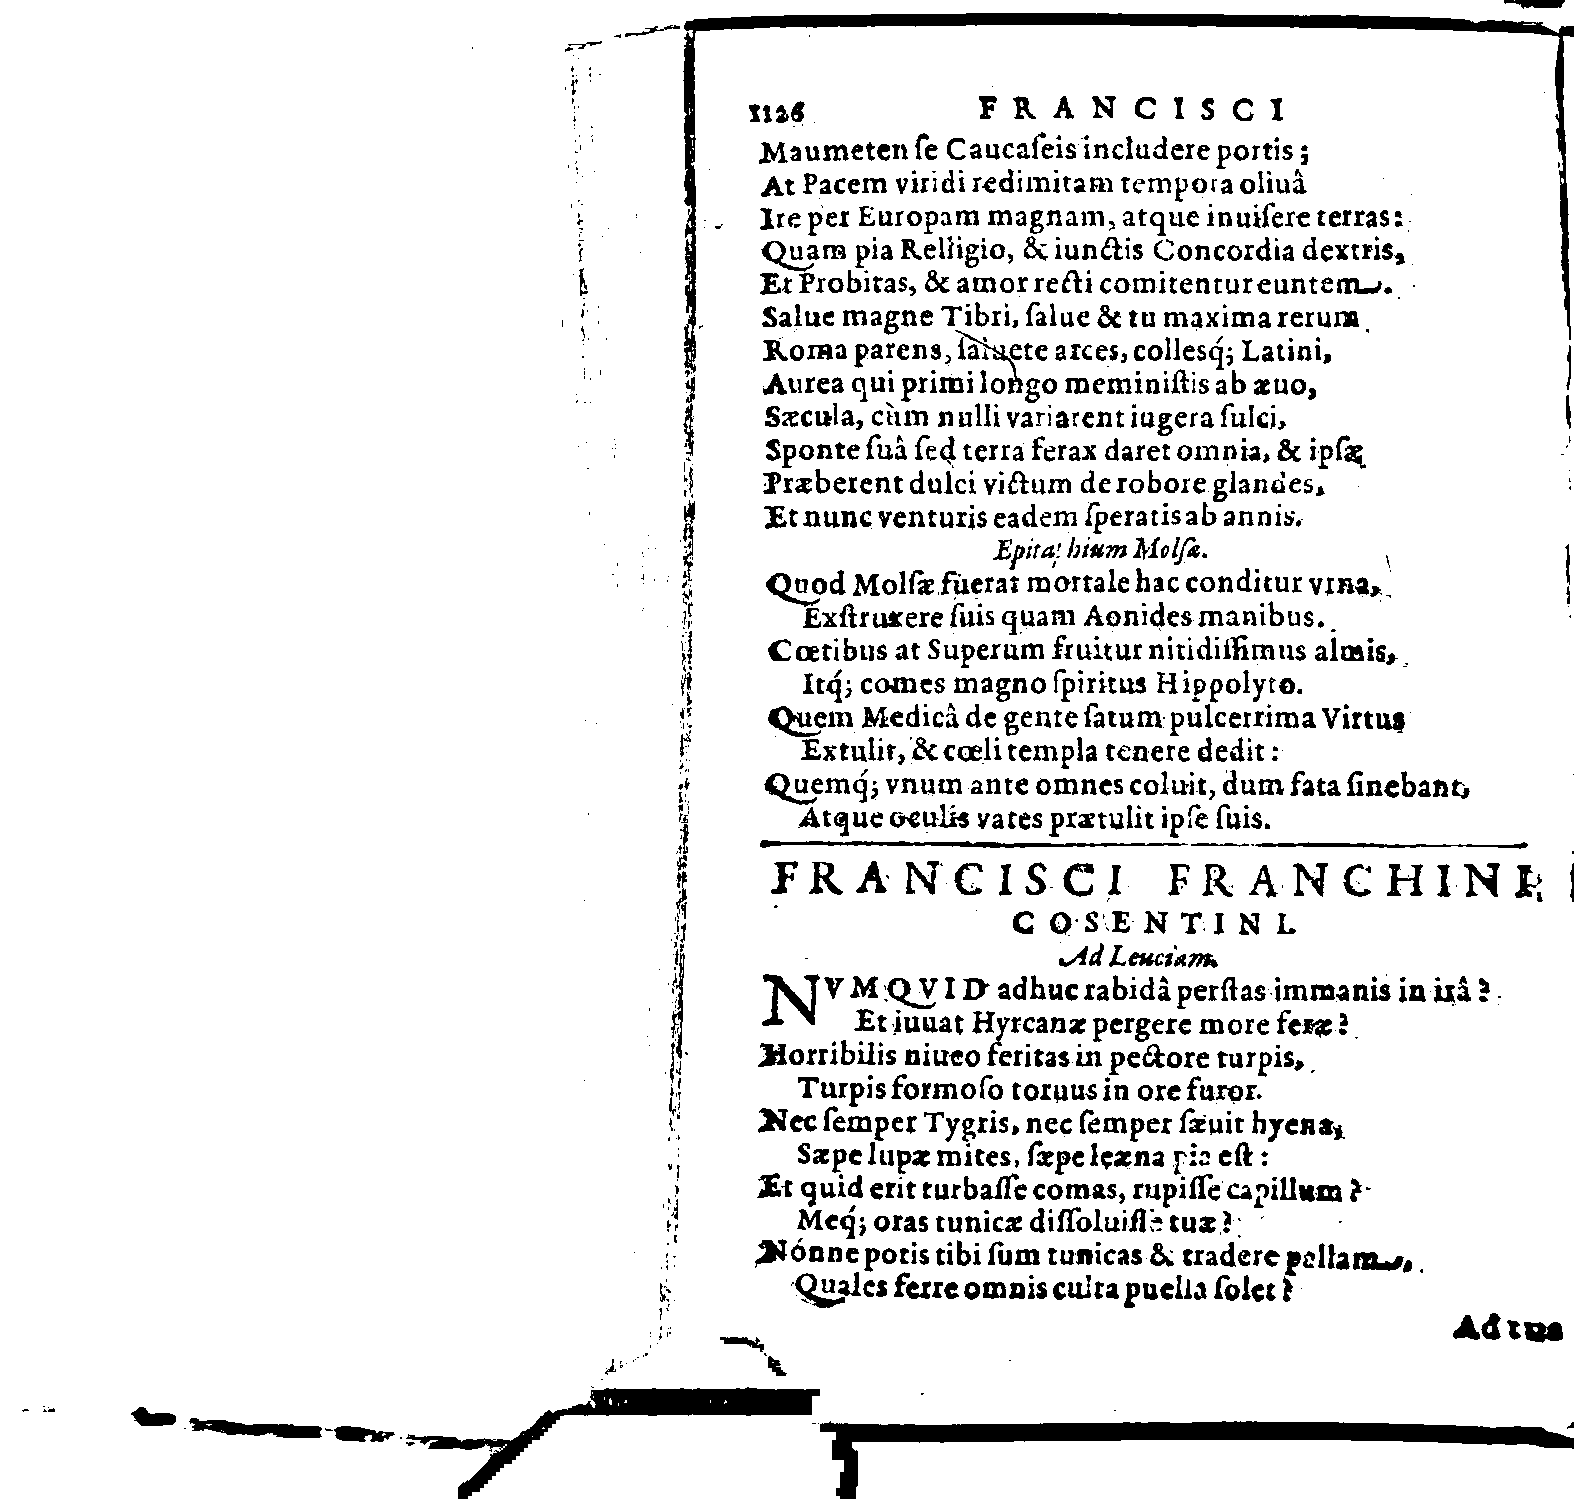 1126 FRANCISCI
Maumeten ſe Caucaſeis includere portis;
At Pacem viridi redimitam tempora oliuâ
Ire per Europam magnam, atque inuiſere terras:
Quam pia Relligio, & iunctis Concordia dextris,
Et Probitas, & amor recti comitentur euntem.
Salue magne Tibri, ſalue & tu maxima rerum
Roma parens, ſaluete arces, collesq́; Latini,
Aurea qui primi longo meminiſtis ab æuo,
Sæcula, cùm nulli variarent iugera ſulci,
Sponte ſuâ ſed terra ferax daret omnia, & ipſæ
Præberent dulci victum de robore glandes,
Et nunc venturis eadem ſperatis ab annis.
Epitaphium Molſæ.
Quod Molſæ fuerat mortale hac conditur vrna,
Exſtruxere ſuis quam Aonides manibus.
Cœtibus at Superum fruitur nitidiſſimus almis,
Itq́; comes magno ſpiritus Hippolyto.
Quem Medicâ de gente ſatum pulcerrima Virtus
Extulit, & cœli templa tenere dedit:
Quemq́; vnum ante omnes coluit, dum fata ſinebant,
Atque oculis vates prætulit ipſe ſuis.
FRANCISCI FRANCHINI
COSENTINI.
Ad Leuciam.
NVMQVID adhuc rabidâ perſtas immanis in irâ?
Et iuuat Hyrcanæ pergere more feræ?
Horribilis niueo feritas in pectore turpis,
Turpis formoſo toruus in ore furor.
Nec ſemper Tygris, nec ſemper ſæuit hyena,
Sæpe lupæ mites, ſæpe leæna pia eſt:
Et quid erit turbaſſe comas, rupiſſe capillum?
Meq́; oras tunicæ diſſoluiſſe tuæ?
Nónne potis tibi ſum tunicas & tradere pallam,
Quales ferre omnis culta puella ſolet?
Ad tua